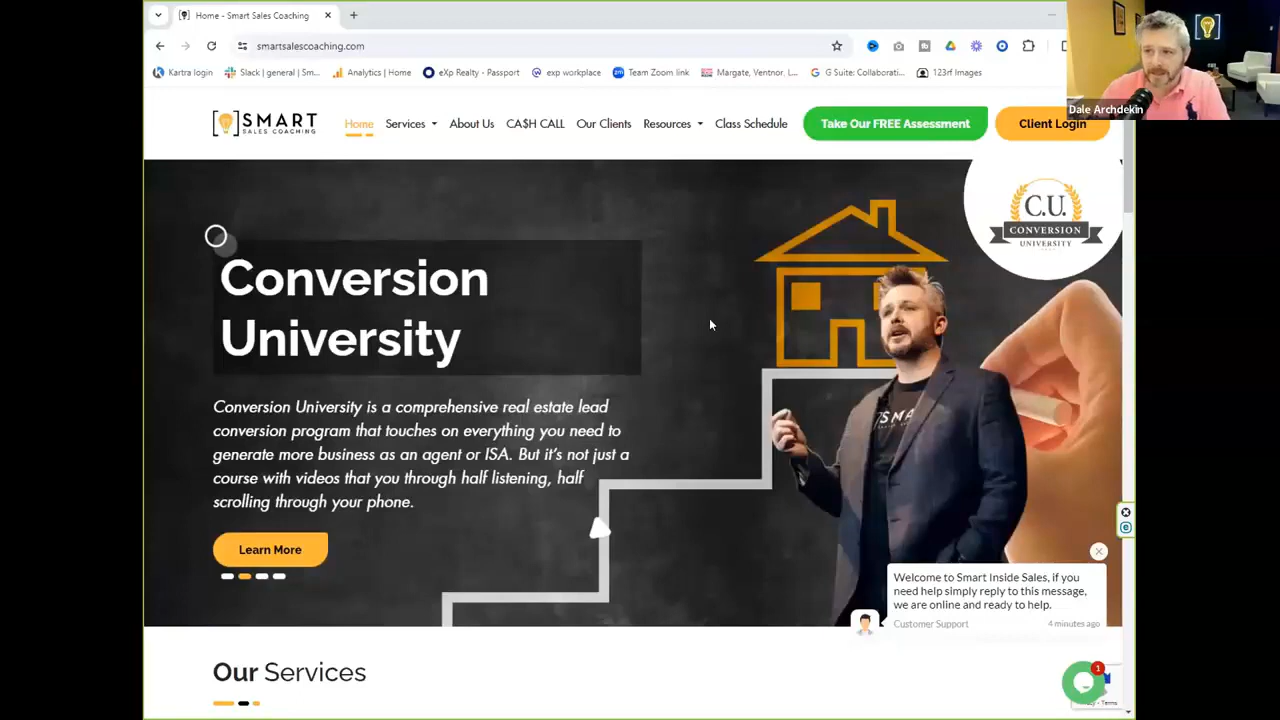 Home - Smart Sales Coaching
smartsalescoaching.com
Kartra login
Slack | general | Sm...
Analytics | Home
eXp Realty - Passport
exp workplace
Team Zoom link
Margate, Ventnor, L...
G Suite: Collaborati...
123rf Images
Dale Archdekin
SMART
SALES COACHING
Home
Services
About Us
CA$H CALL
Our Clients
Resources
Class Schedule
Take Our FREE Assessment
Client Login
C.U.
CONVERSION
UNIVERSITY
Conversion
University
Conversion University is a comprehensive real estate lead
conversion program that touches on everything you need to
generate more business as an agent or ISA. But it's not just a
course with videos that you through half listening, half
scrolling through your phone.
Learn More
Welcome to Smart Inside Sales, if you
need help simply reply to this message,
we are online and ready to help.
Customer Support
4 minutes ago
1
Our Services